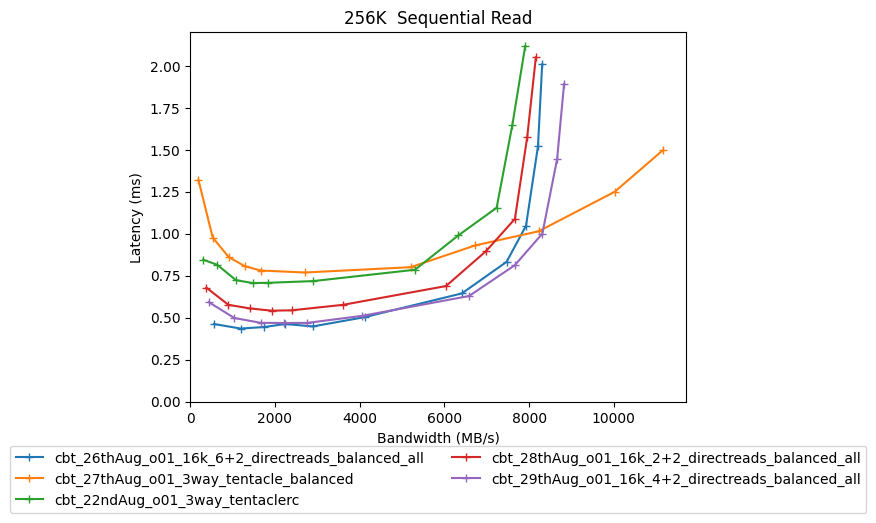 256K  Sequential Read
2.00
1.75
1.50
1.25
1.00
0.75
0.50
0.25
0.00
Latency (ms)
0 2000 4000 6000 8000 10000
Bandwidth (MB/s)
cbt_26thAug_o01_16k_6+2_directreads_balanced_all
cbt_27thAug_o01_3way_tentacle_balanced
cbt_22ndAug_o01_3way_tentaclerc
cbt_28thAug_o01_16k_2+2_directreads_balanced_all
cbt_29thAug_o01_16k_4+2_directreads_balanced_all